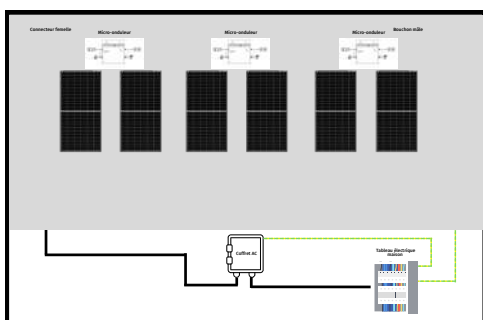 Connecteur femelle
Micro-onduleur
Micro-onduleur
Micro-onduleur
Bouchon mâle
Coffret AC
Tableau électrique
maison